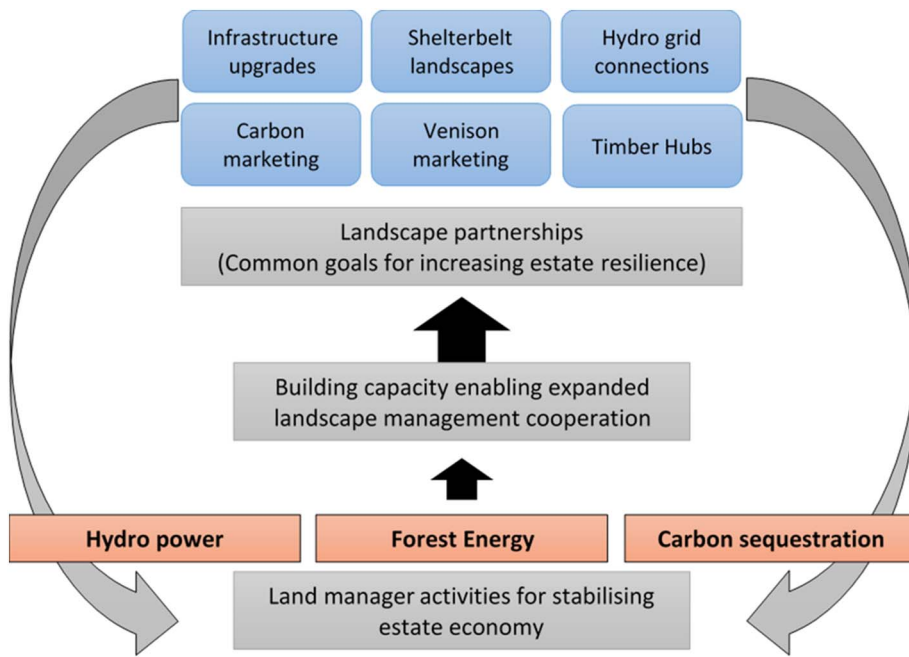 Infrastructure
upgrades
Shelterbelt
landscapes
Hydro grid
connections
Carbon
marketing
Venison
marketing
Timber Hubs
Landscape partnerships
(Common goals for increasing estate resilience)
Building capacity enabling expanded
landscape management cooperation
Hydro power
Forest Energy
Carbon sequestration
Land manager activities for stabilising
estate economy